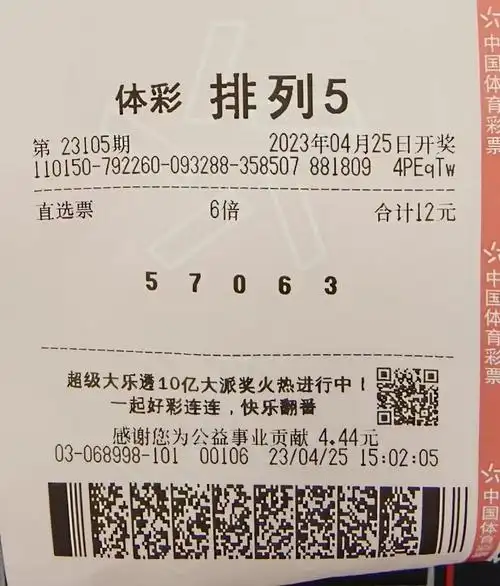 体彩 排列5
第 23105期 2023年04月25日开奖
110150-792260-093288-358507 881809 4PEqTw
直选票 6倍 合计12元
5 7 0 6 3
超级大乐透10亿大派奖火热进行中！
一起好彩连连，快乐翻番
感谢您为公益事业贡献 4.44元
03-068998-101 00106 23/04/25 15:02:05
中国体育彩票
中国体育彩票
中国体育